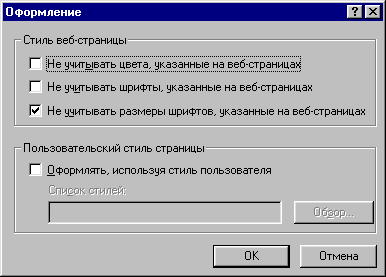 Оформление
Стиль веб-страницы
Не учитывать цвета, указанные на веб-страницах
Не учитывать шрифты, указанные на веб-страницах
Не учитывать размеры шрифтов, указанные на веб-страницах
Пользовательский стиль страницы
Оформлять, используя стиль пользователя
Список стилей:
Обзор...
OK
Отмена